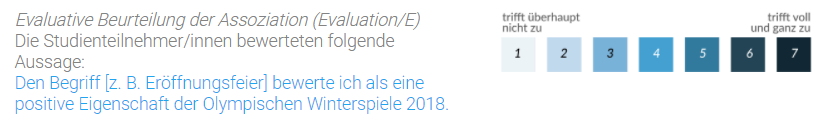 Evaluative Beurteilung der Assoziation (Evaluation/E)
Die Studienteilnehmer/innen bewerteten folgende
Aussage:
Den Begriff [z. B. Eröffnungsfeier] bewerte ich als eine
positive Eigenschaft der Olympischen Winterspiele 2018.
trifft überhaupt
nicht zu
trifft voll
und ganz zu
1 2 3 4 5 6 7